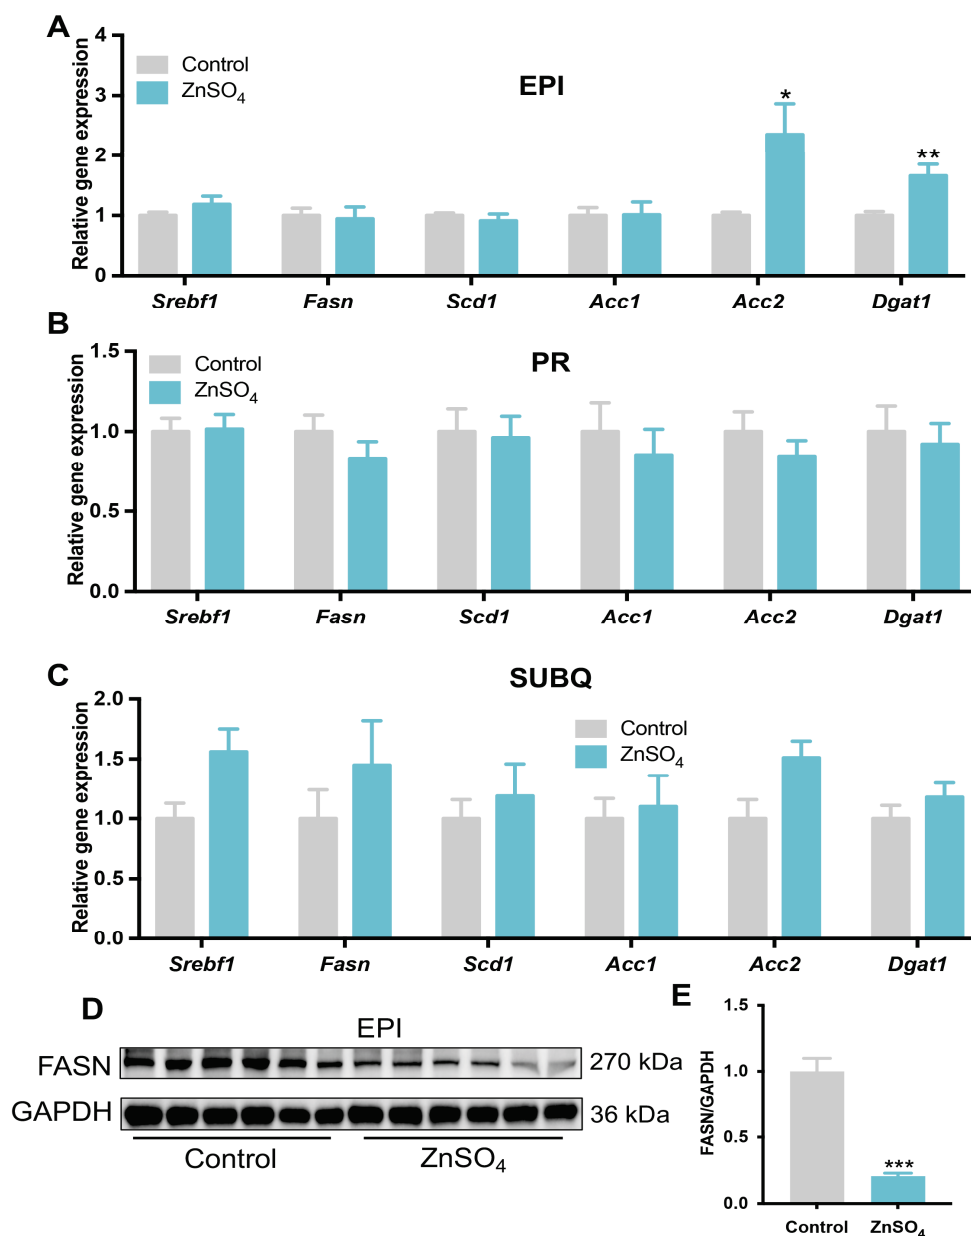 A
Relative gene expression
4
3
2
1
0
Control
ZnSO4
EPI
*
**
Srebf1 Fasn Scd1 Acc1 Acc2 Dgat1
B
Relative gene expression
1.5
1.0
0.5
0.0
Control
ZnSO4
PR
Srebf1 Fasn Scd1 Acc1 Acc2 Dgat1
C
Relative gene expression
2.0
1.5
1.0
0.5
0.0
SUBQ
Control
ZnSO4
Srebf1 Fasn Scd1 Acc1 Acc2 Dgat1
D
EPI
FASN 270 kDa
GAPDH 36 kDa
Control ZnSO4
E
FASN/GAPDH
1.5
1.0
0.5
0.0
***
Control ZnSO4